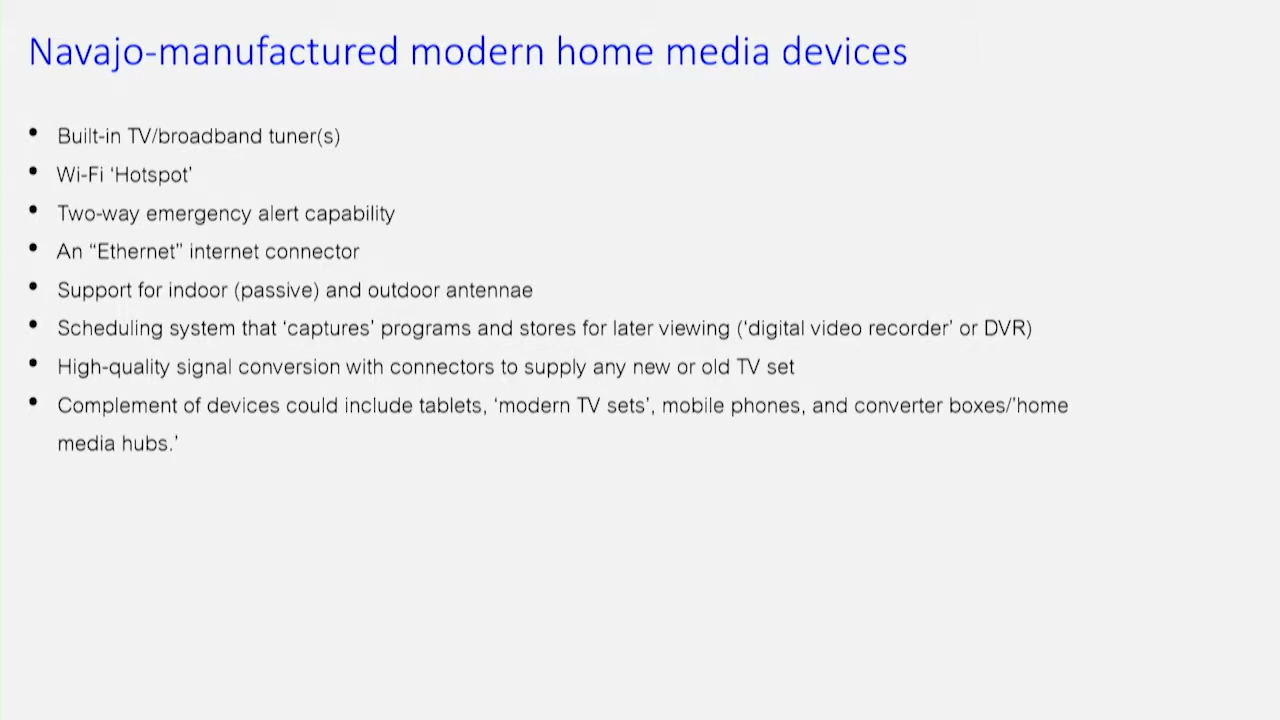 Navajo-manufactured modern home media devices
• Built-in TV/broadband tuner(s)
• Wi-Fi ‘Hotspot’
• Two-way emergency alert capability
• An “Ethernet” internet connector
• Support for indoor (passive) and outdoor antennae
• Scheduling system that ‘captures’ programs and stores for later viewing (‘digital video recorder’ or DVR)
• High-quality signal conversion with connectors to supply any new or old TV set
• Complement of devices could include tablets, ‘modern TV sets’, mobile phones, and converter boxes/’home
media hubs.’